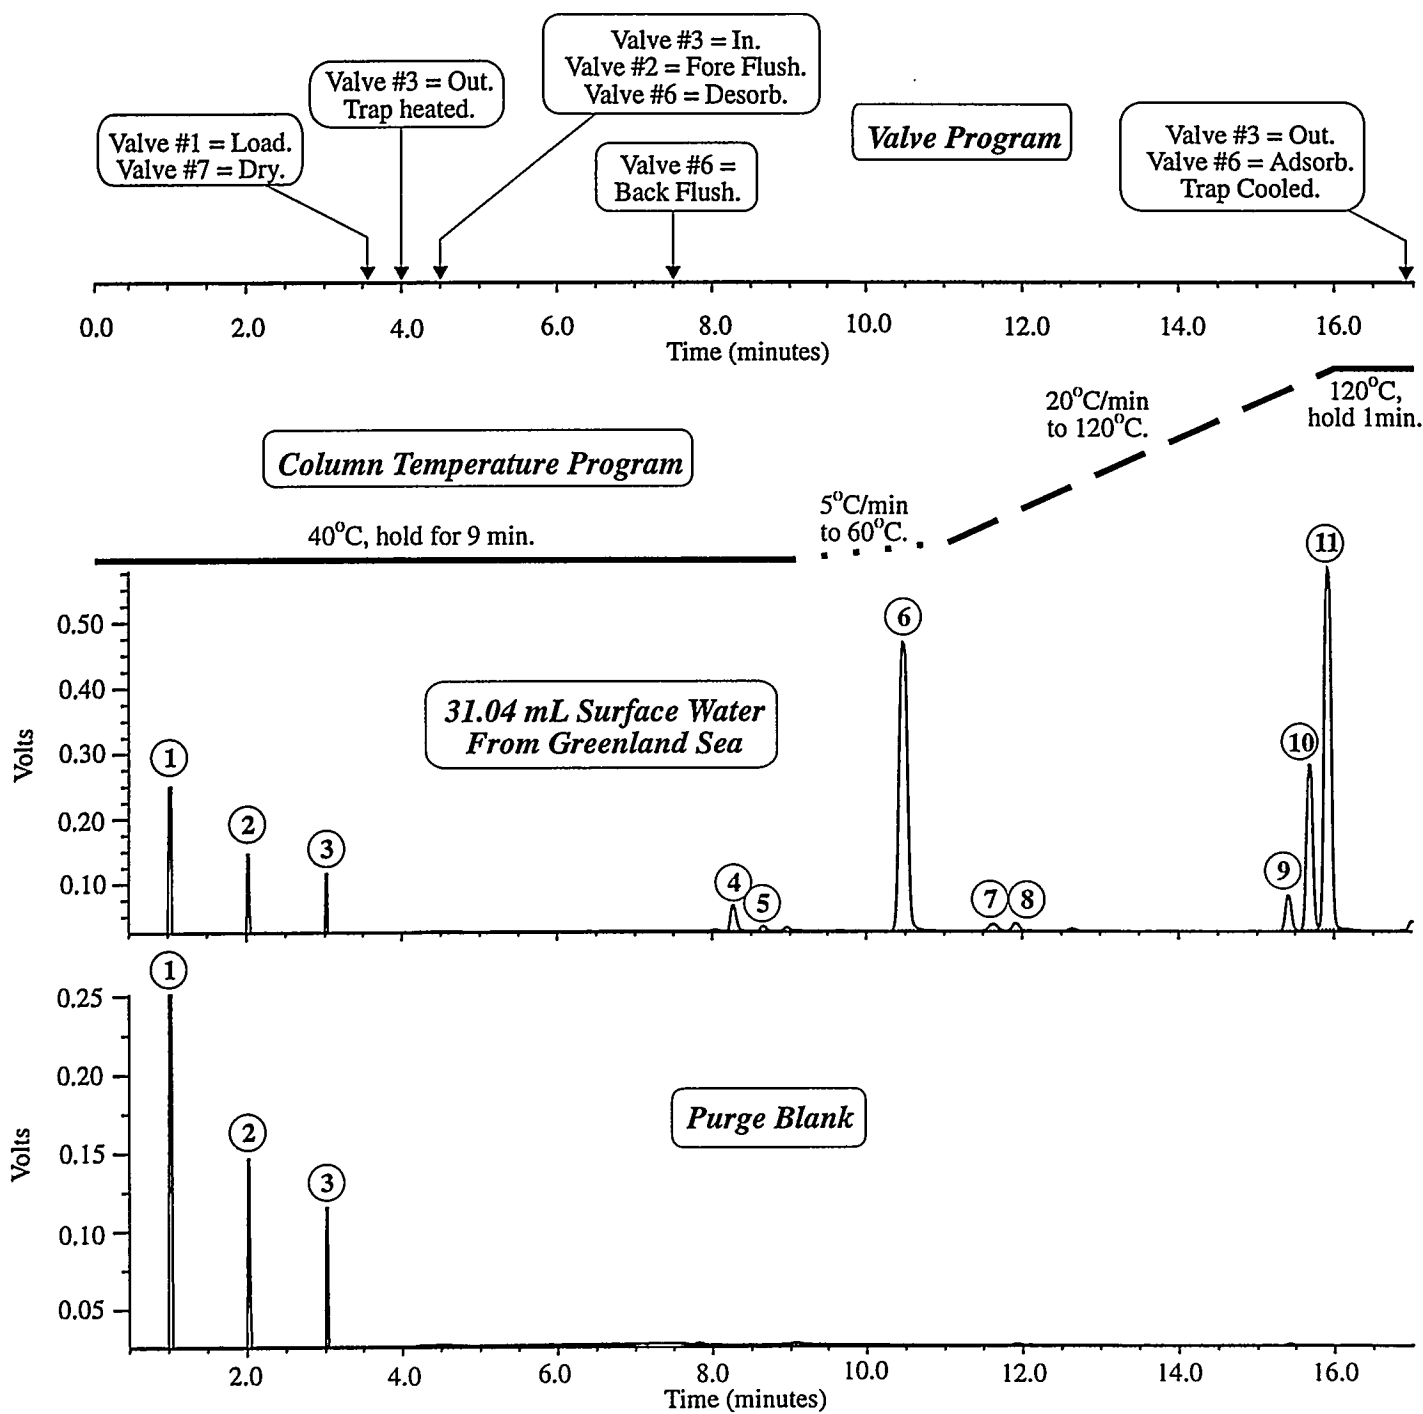 Valve #3 = In.
Valve #2 = Fore Flush.
Valve #6 = Desorb.
Valve #3 = Out.
Trap heated.
Valve #1 = Load.
Valve #7 = Dry.
Valve #6 =
Back Flush.
Valve Program
Valve #3 = Out.
Valve #6 = Adsorb.
Trap Cooled.
0.0 2.0 4.0 6.0 8.0 10.0 12.0 14.0 16.0
Time (minutes)
20°C/min
to 120°C.
120°C,
hold 1min.
Column Temperature Program
40°C, hold for 9 min.
5°C/min
to 60°C.
Volts
0.50
0.40
0.30
0.20
0.10
31.04 mL Surface Water
From Greenland Sea
1
2
3
4
5
6
7
8
9
10
11
Volts
0.25
0.20
0.15
0.10
0.05
1
2
3
Purge Blank
2.0 4.0 6.0 8.0 10.0 12.0 14.0 16.0
Time (minutes)